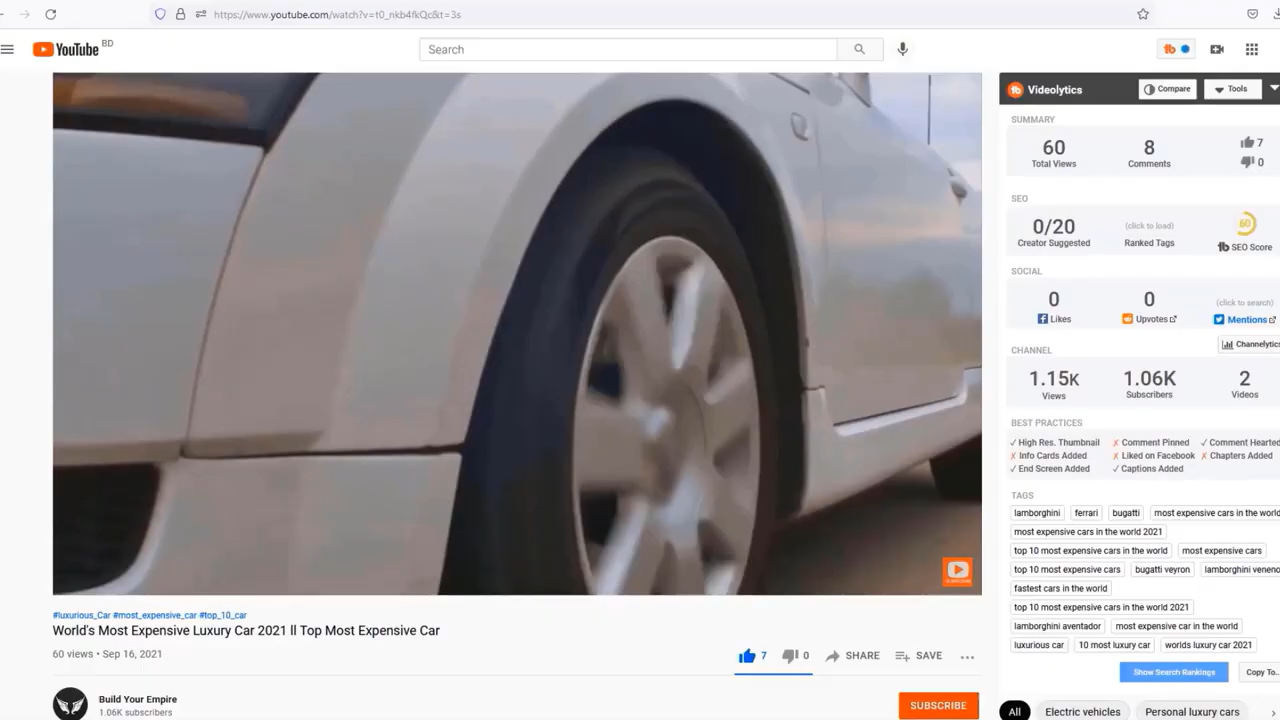 https://www.youtube.com/watch?v=t0_nkb4fkQc&t=3s
YouTube BD
Search
Videolytics
Compare
Tools
SUMMARY
60
Total Views
8
Comments
7
0
SEO
0/20
Creator Suggested
(click to load)
Ranked Tags
60
tb SEO Score
SOCIAL
0
Likes
0
Upvotes
(click to search)
Mentions
CHANNEL
Channelytics
1.15K
Views
1.06K
Subscribers
2
Videos
BEST PRACTICES
✓ High Res. Thumbnail ✗ Comment Pinned ✓ Comment Hearted
✗ Info Cards Added ✗ Liked on Facebook ✗ Chapters Added
✓ End Screen Added ✓ Captions Added
TAGS
lamborghini ferrari bugatti most expensive cars in the world
most expensive cars in the world 2021
top 10 most expensive cars in the world most expensive cars
top 10 most expensive cars bugatti veyron lamborghini veneno
fastest cars in the world
top 10 most expensive cars in the world 2021
lamborghini aventador most expensive car in the world
luxurious car 10 most luxury car worlds luxury car 2021
Show Search Rankings
Copy To..
All Electric vehicles Personal luxury cars
#luxurious_Car #most_expensive_car #top_10_car
World's Most Expensive Luxury Car 2021 ll Top Most Expensive Car
60 views • Sep 16, 2021
7 0 SHARE SAVE
Build Your Empire
1.06K subscribers
SUBSCRIBE